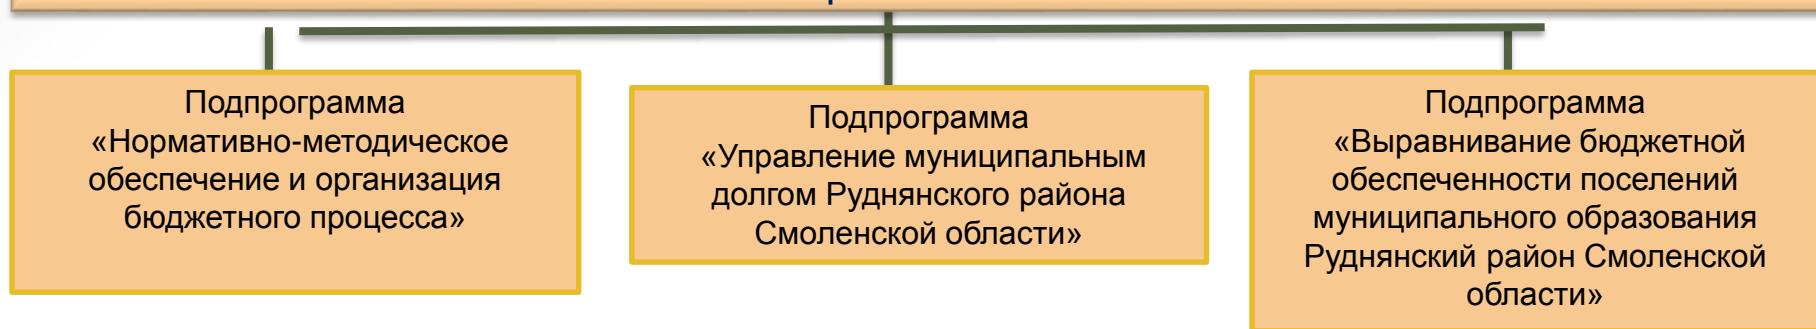 Подпрограмма
«Нормативно-методическое
обеспечение и организация
бюджетного процесса»
Подпрограмма
«Управление муниципальным
долгом Руднянского района
Смоленской области»
Подпрограмма
«Выравнивание бюджетной
обеспеченности поселений
муниципального образования
Руднянский район Смоленской
области»